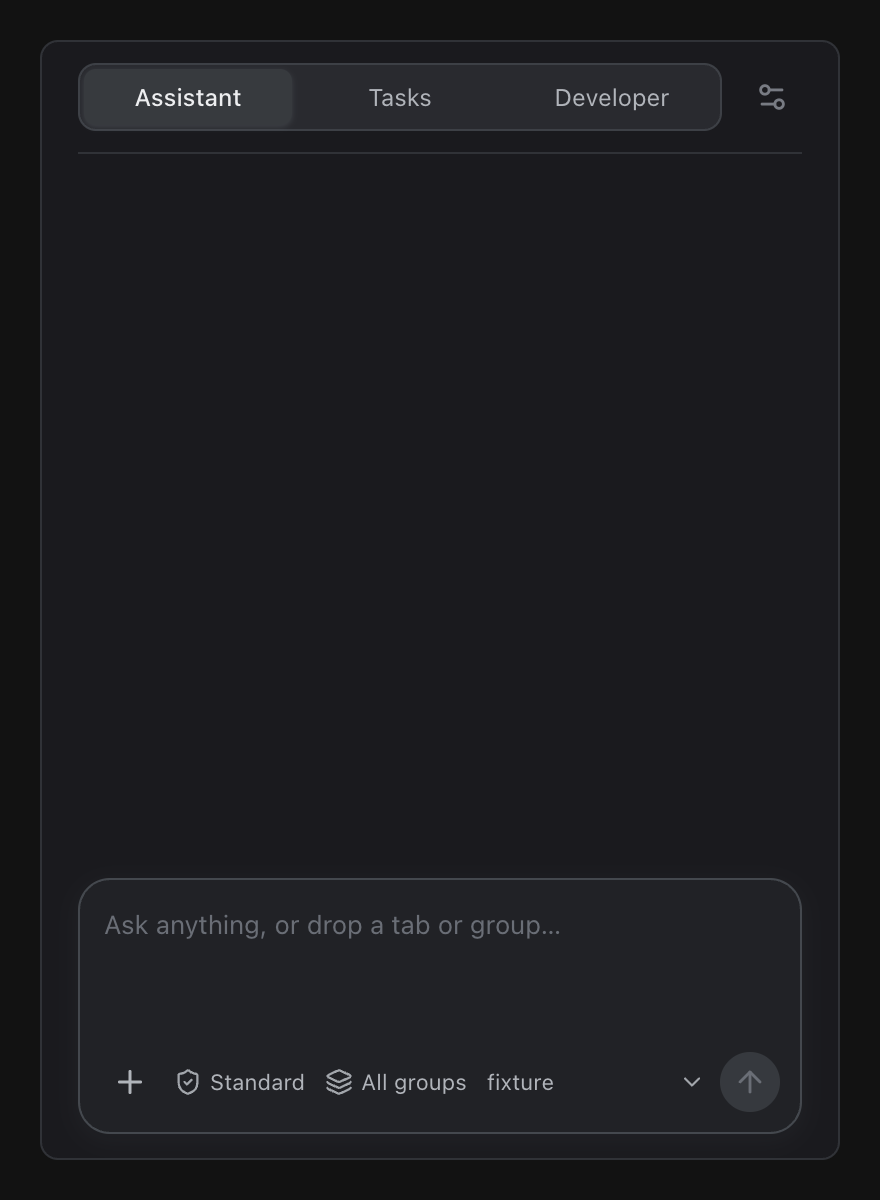 Assistant
Tasks
Developer
Ask anything, or drop a tab or group...
Standard
All groups
fixture